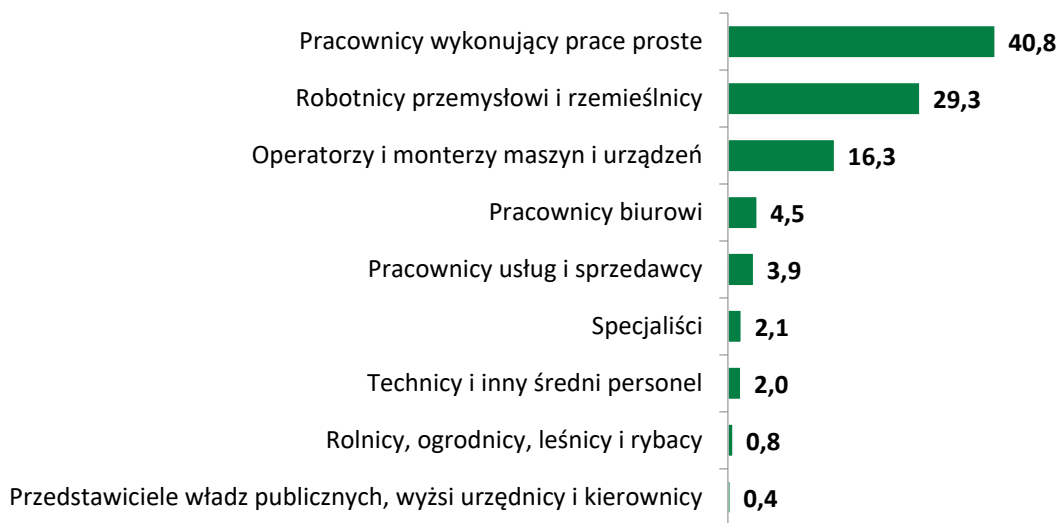 Pracownicy wykonujący prace proste 40,8
Robotnicy przemysłowi i rzemieślnicy 29,3
Operatorzy i monterzy maszyn i urządzeń 16,3
Pracownicy biurowi 4,5
Pracownicy usług i sprzedawcy 3,9
Specjaliści 2,1
Technicy i inny średni personel 2,0
Rolnicy, ogrodnicy, leśnicy i rybacy 0,8
Przedstawiciele władz publicznych, wyżsi urzędnicy i kierownicy 0,4